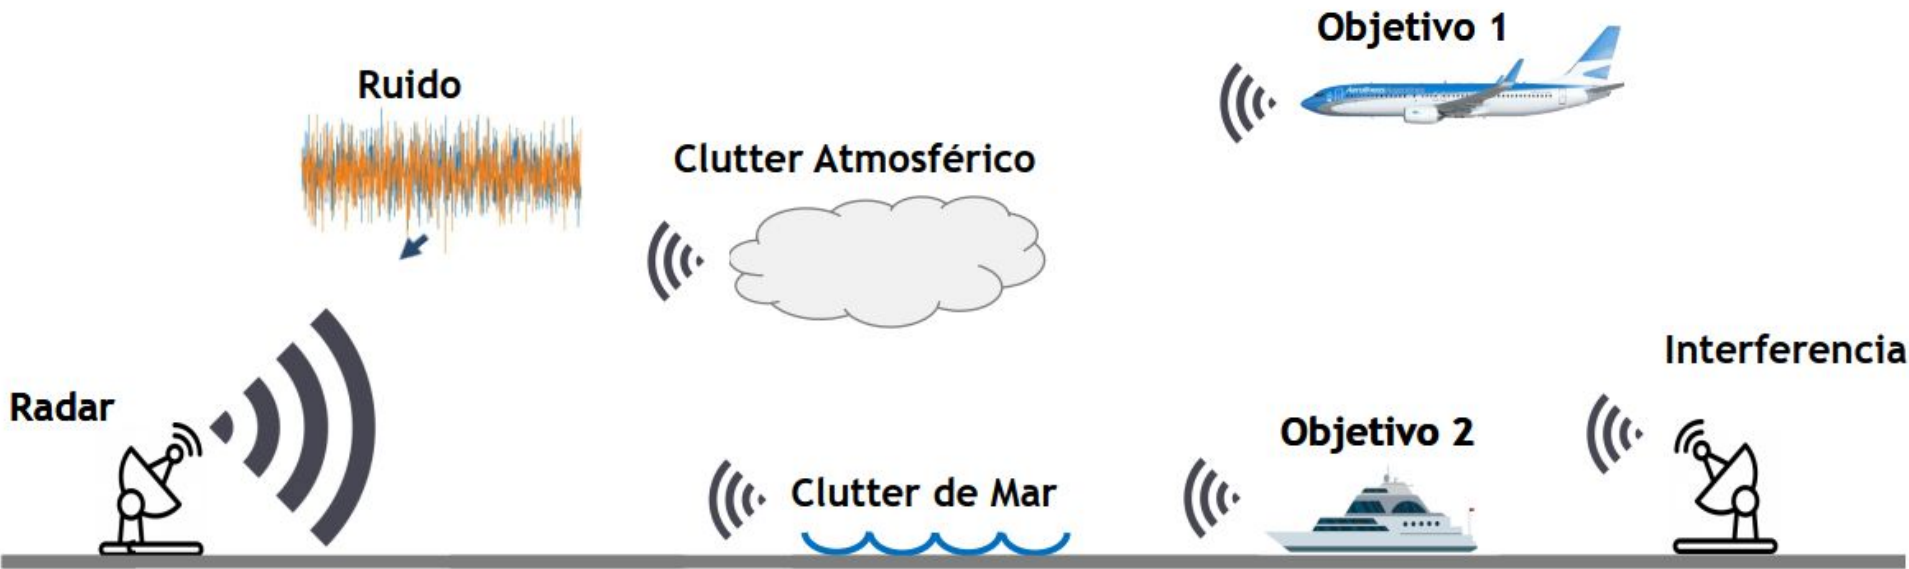 Objetivo 1
Ruido
Clutter Atmosférico
Interferencia
Radar
Objetivo 2
Clutter de Mar